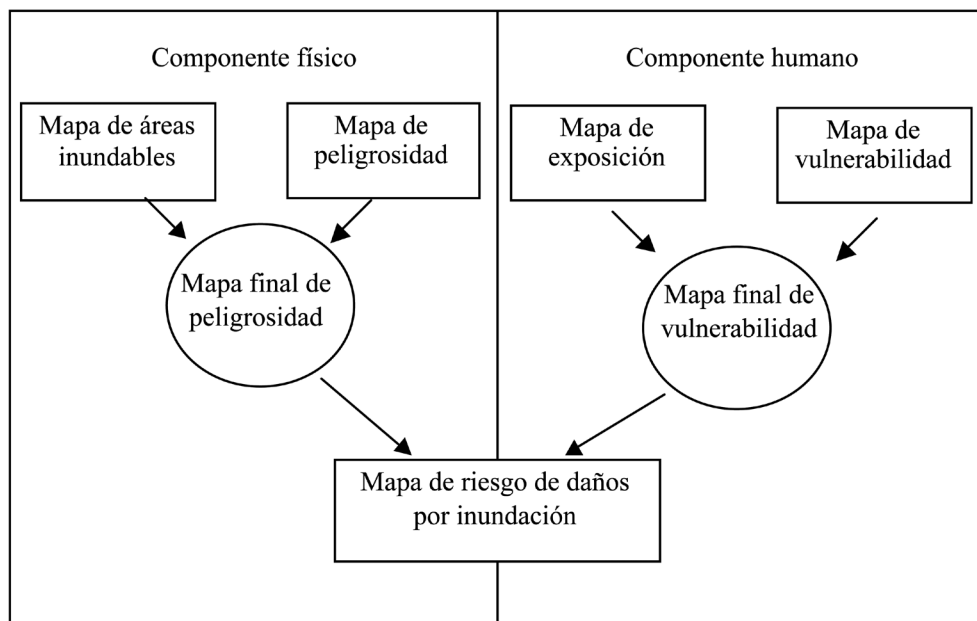 Componente físico
Componente humano
Mapa de áreas
inundables
Mapa de
peligrosidad
Mapa de
exposición
Mapa de
vulnerabilidad
Mapa final de
peligrosidad
Mapa final de
vulnerabilidad
Mapa de riesgo de daños
por inundación